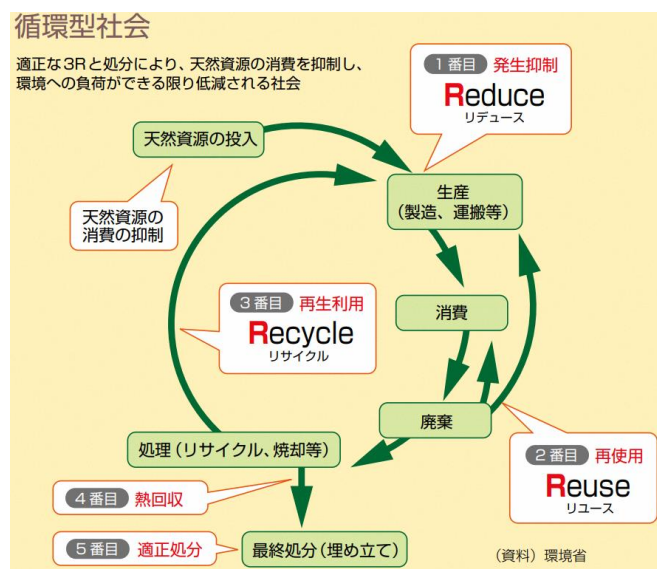 循環型社会
適正な3Rと処分により、天然資源の消費を抑制し、
環境への負荷ができる限り低減される社会
1番目 発生抑制
Reduce
リデュース
天然資源の投入
天然資源の
消費の抑制
生産
(製造、運搬等)
3番目 再生利用
Recycle
リサイクル
消費
廃棄
処理(リサイクル、焼却等)
2番目 再使用
Reuse
リユース
4番目 熱回収
5番目 適正処分
最終処分(埋め立て)
(資料)環境省